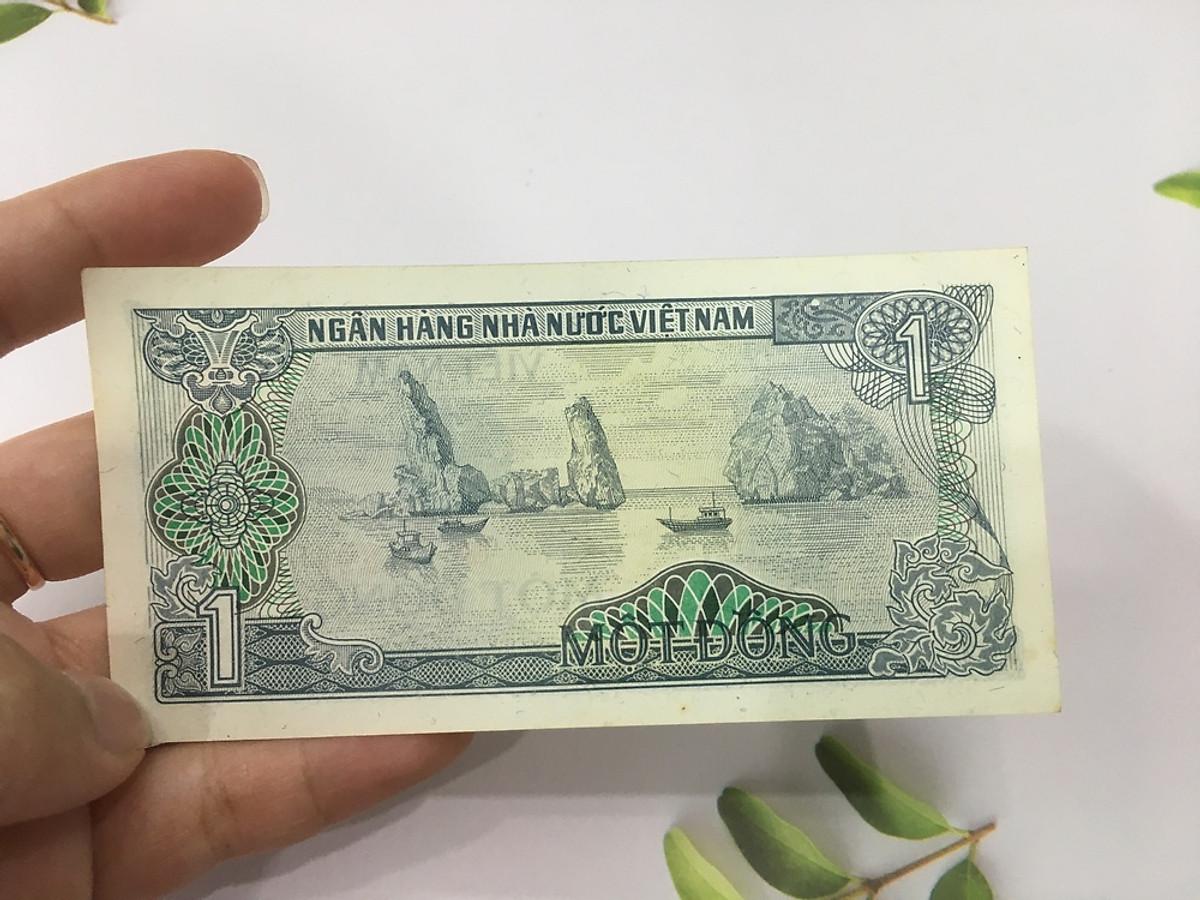 NGÂN HÀNG NHÀ NƯỚC VIỆT NAM
1
1
MỘT ĐỒNG